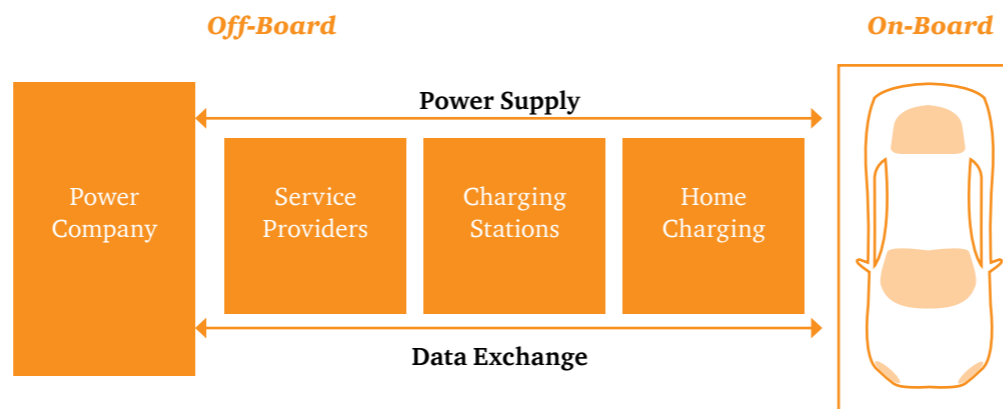 Off-Board
On-Board
Power Supply
Power
Company
Service
Providers
Charging
Stations
Home
Charging
Data Exchange